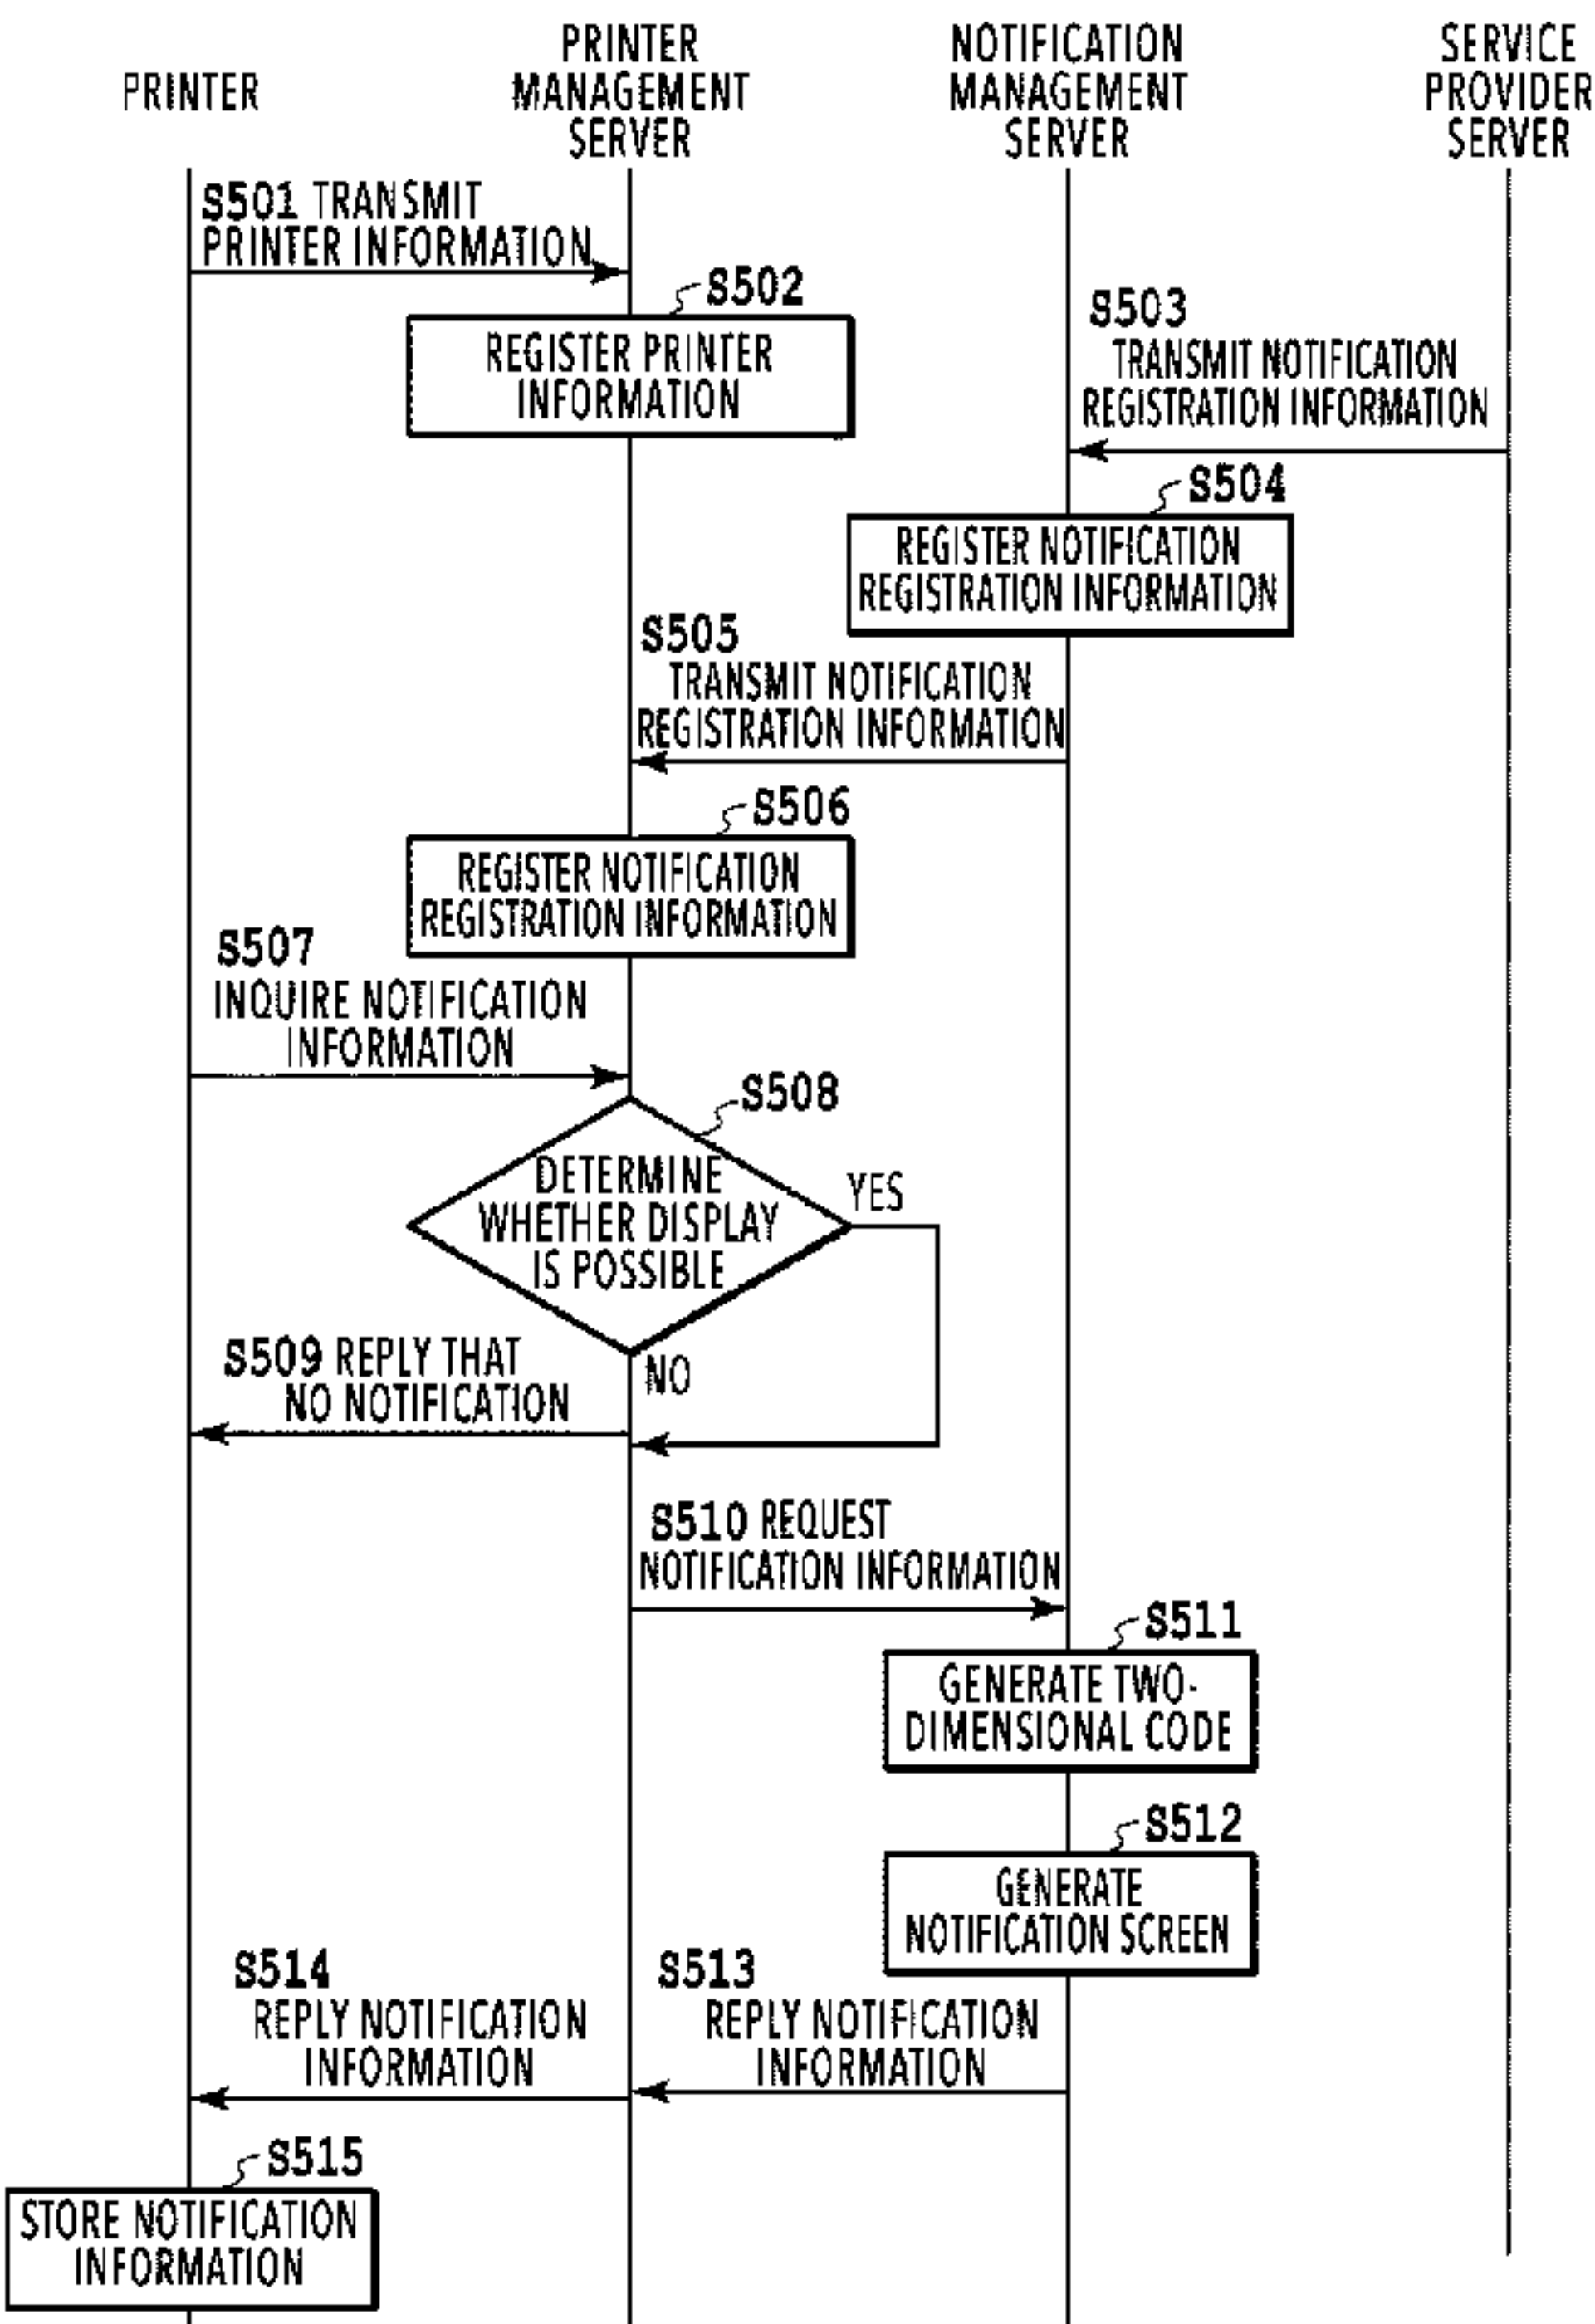 PRINTER
PRINTER
MANAGEMENT
SERVER
NOTIFICATION
MANAGEMENT
SERVER
SERVICE
PROVIDER
SERVER
S501 TRANSMIT
PRINTER INFORMATION
S502
REGISTER PRINTER
INFORMATION
S503
TRANSMIT NOTIFICATION
REGISTRATION INFORMATION
S504
REGISTER NOTIFICATION
REGISTRATION INFORMATION
S505
TRANSMIT NOTIFICATION
REGISTRATION INFORMATION
S506
REGISTER NOTIFICATION
REGISTRATION INFORMATION
S507
INQUIRE NOTIFICATION
INFORMATION
S508
DETERMINE
WHETHER DISPLAY
IS POSSIBLE
YES
NO
S509 REPLY THAT
NO NOTIFICATION
S510 REQUEST
NOTIFICATION INFORMATION
S511
GENERATE TWO-
DIMENSIONAL CODE
S512
GENERATE
NOTIFICATION SCREEN
S513
REPLY NOTIFICATION
INFORMATION
S514
REPLY NOTIFICATION
INFORMATION
S515
STORE NOTIFICATION
INFORMATION